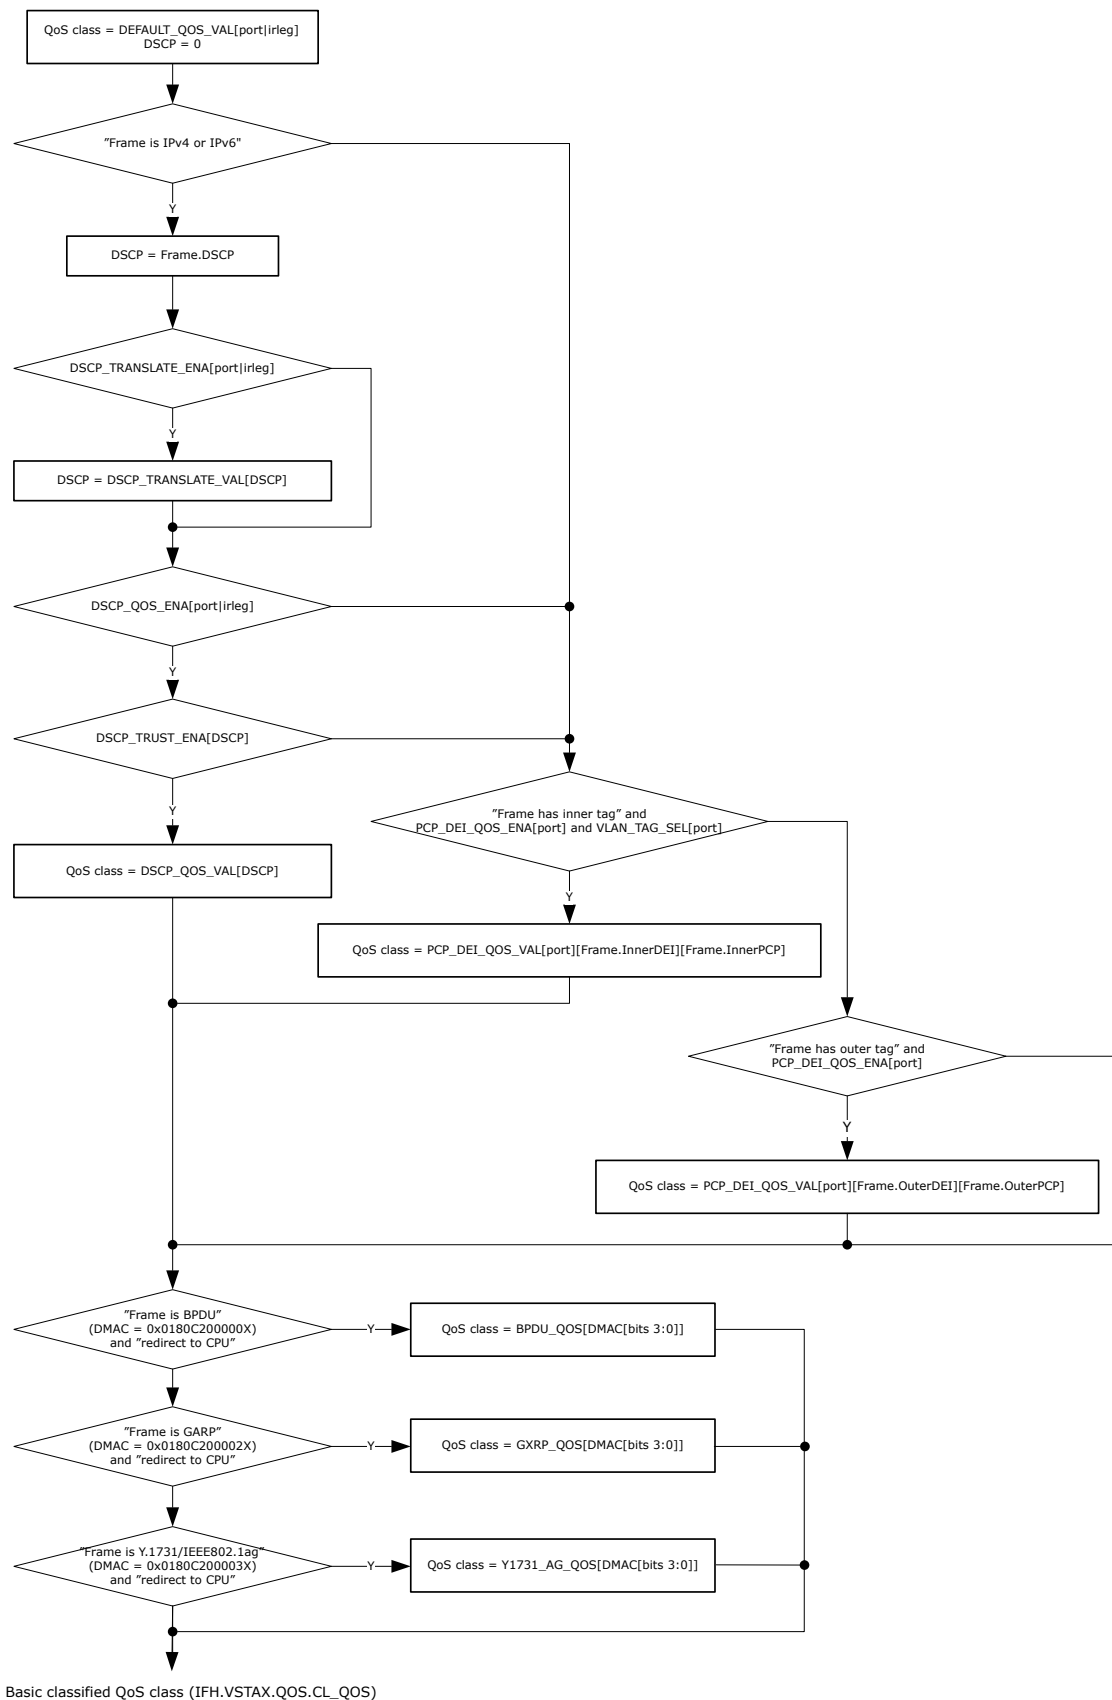 QoS class = DEFAULT_QOS_VAL[port|irleg]
DSCP = 0
”Frame is IPv4 or IPv6"
Y
DSCP = Frame.DSCP
DSCP_TRANSLATE_ENA[port|irleg]
Y
DSCP = DSCP_TRANSLATE_VAL[DSCP]
DSCP_QOS_ENA[port|irleg]
Y
DSCP_TRUST_ENA[DSCP]
Y
”Frame has inner tag” and
PCP_DEI_QOS_ENA[port] and VLAN_TAG_SEL[port]
QoS class = DSCP_QOS_VAL[DSCP]
Y
QoS class = PCP_DEI_QOS_VAL[port][Frame.InnerDEI][Frame.InnerPCP]
”Frame has outer tag” and
PCP_DEI_QOS_ENA[port]
Y
QoS class = PCP_DEI_QOS_VAL[port][Frame.OuterDEI][Frame.OuterPCP]
”Frame is BPDU”
(DMAC = 0x0180C200000X)
and ”redirect to CPU”
Y
QoS class = BPDU_QOS[DMAC[bits 3:0]]
”Frame is GARP”
(DMAC = 0x0180C200002X)
and ”redirect to CPU”
Y
QoS class = GXRP_QOS[DMAC[bits 3:0]]
”Frame is Y.1731/IEEE802.1ag”
(DMAC = 0x0180C200003X)
and ”redirect to CPU”
Y
QoS class = Y1731_AG_QOS[DMAC[bits 3:0]]
Basic classified QoS class (IFH.VSTAX.QOS.CL_QOS)